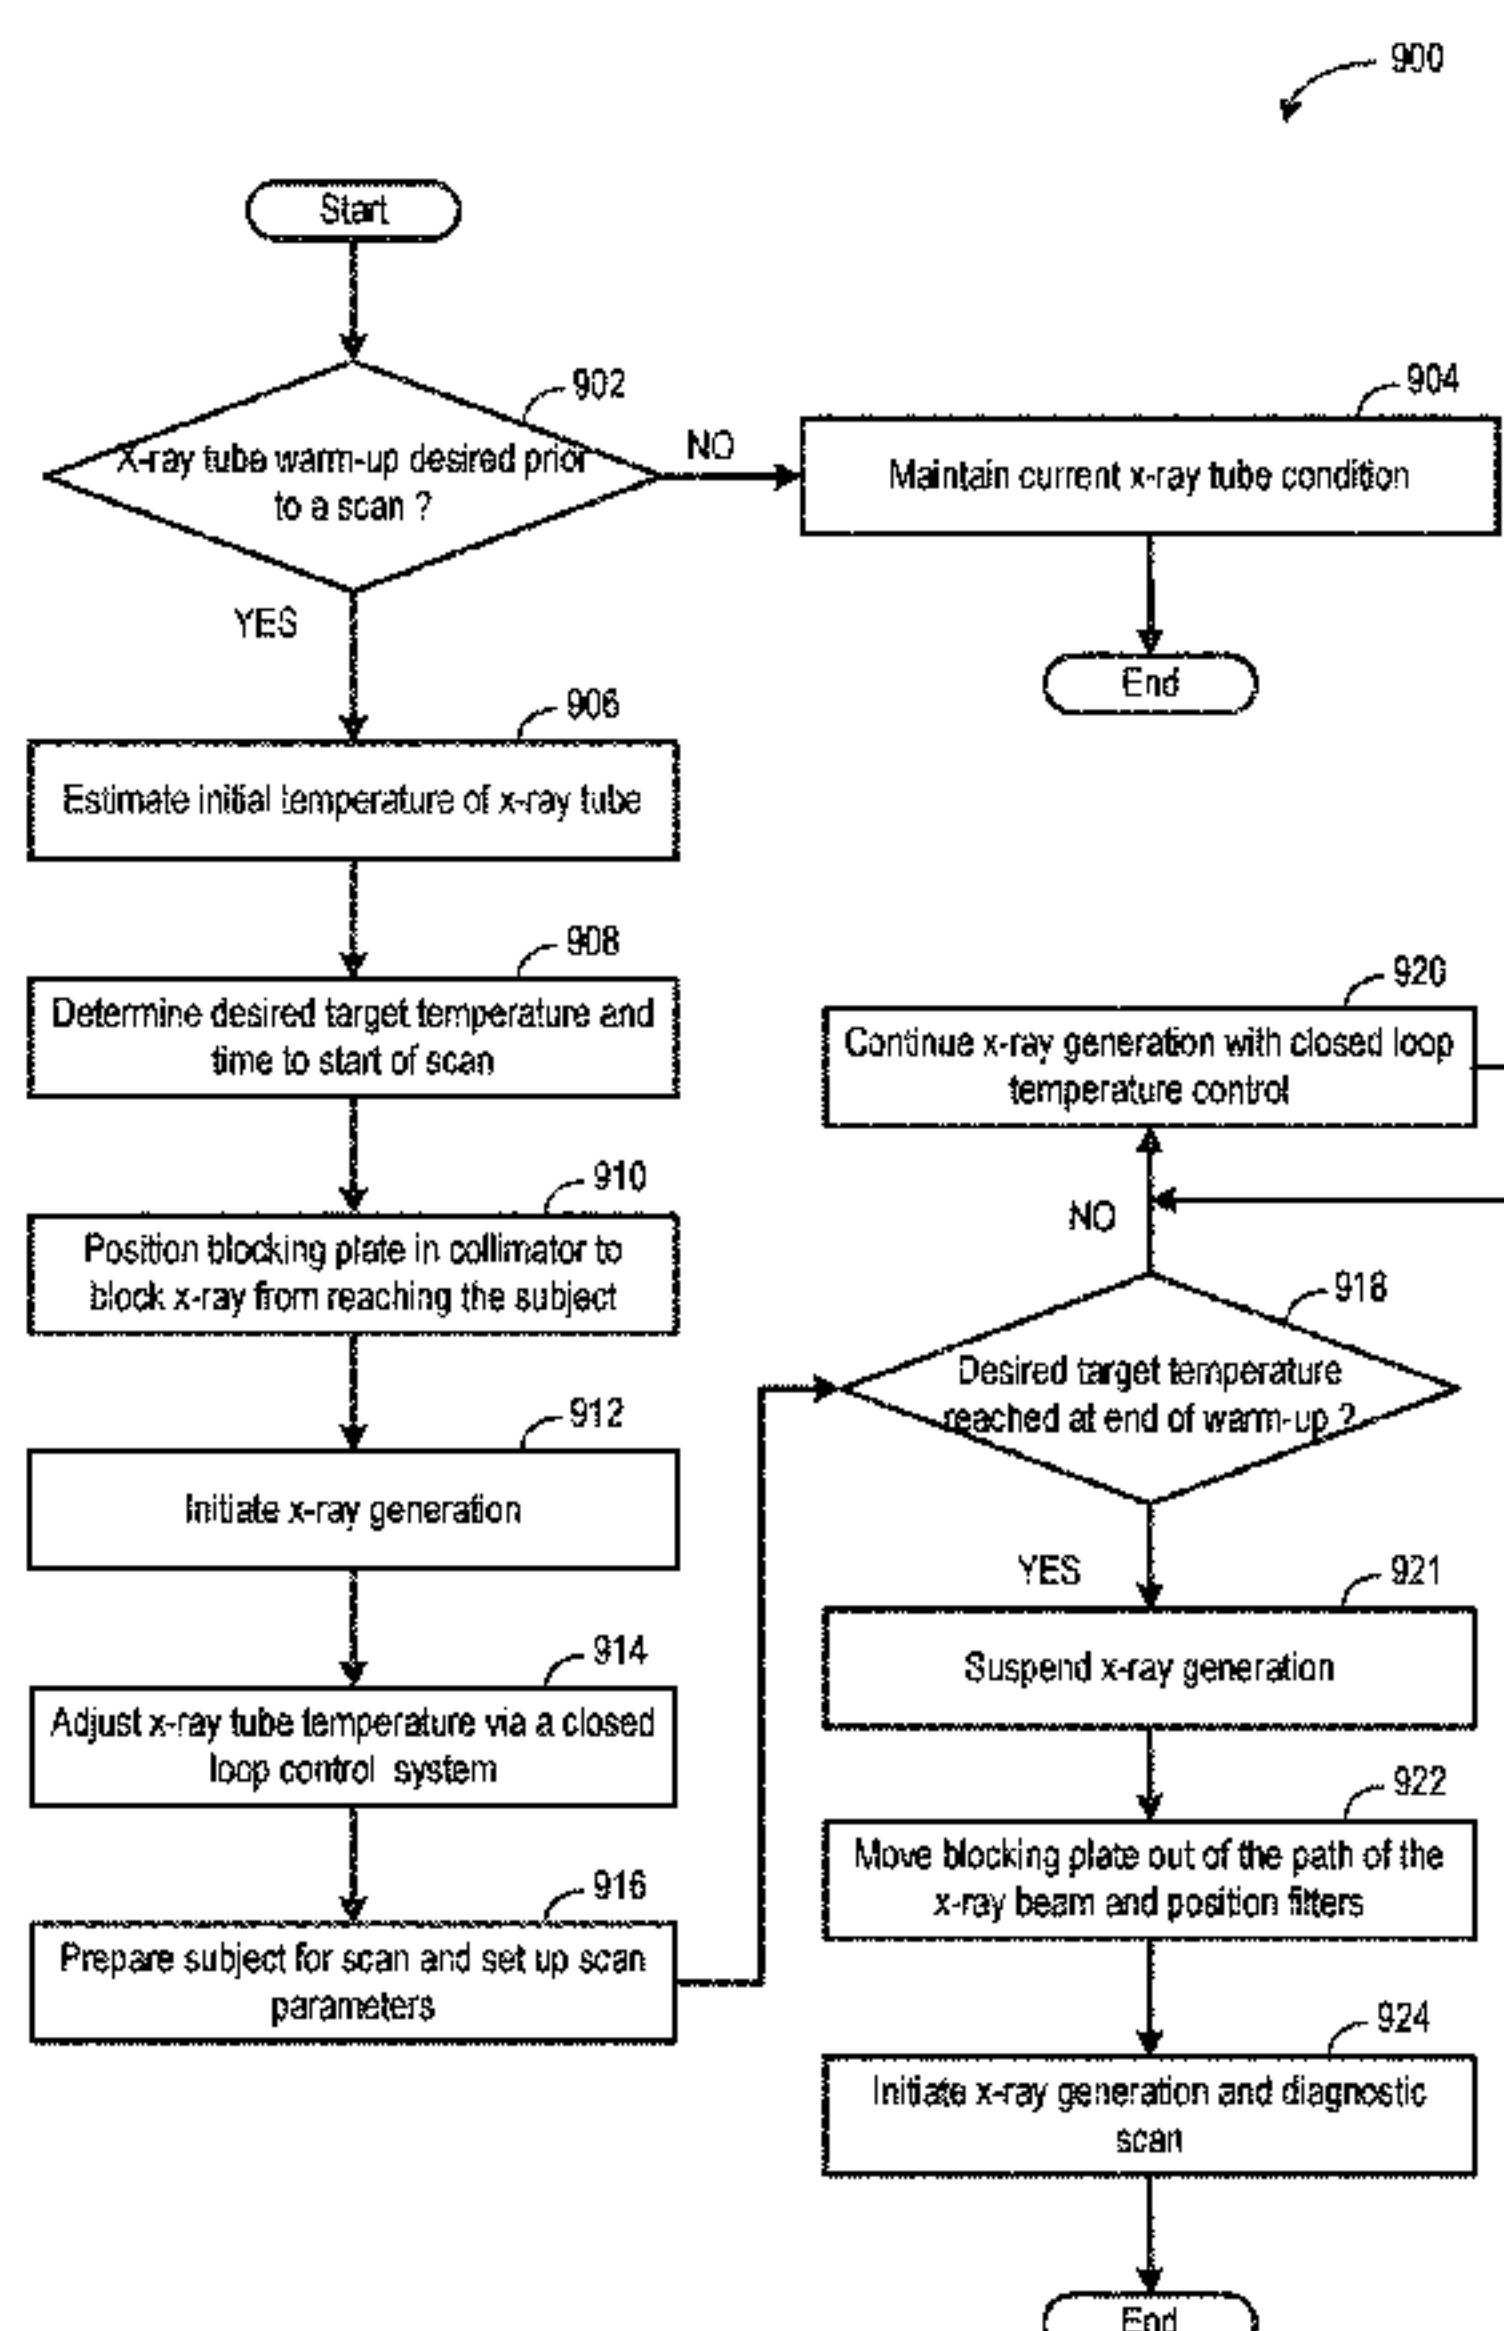 900
Start
902
X-ray tube warm-up desired prior
to a scan ?
NO
904
Maintain current x-ray tube condition
End
YES
906
Estimate initial temperature of x-ray tube
908
Determine desired target temperature and
time to start of scan
910
Position blocking plate in collimator to
block x-ray from reaching the subject
912
Initiate x-ray generation
914
Adjust x-ray tube temperature via a closed
loop control system
916
Prepare subject for scan and set up scan
parameters
920
Continue x-ray generation with closed loop
temperature control
NO
918
Desired target temperature
reached at end of warm-up ?
YES
921
Suspend x-ray generation
922
Move blocking plate out of the path of the
x-ray beam and position filters
924
Initiate x-ray generation and diagnostic
scan
End